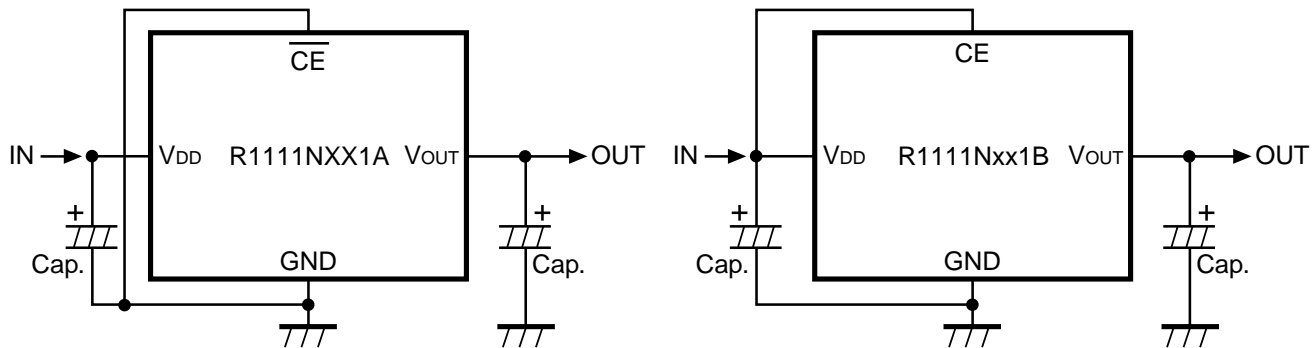 CE
IN
VDD R1111NXX1A VOUT
OUT
+
Cap.
GND
+
Cap.
CE
IN
VDD R1111Nxx1B VOUT
OUT
+
Cap.
GND
+
Cap.